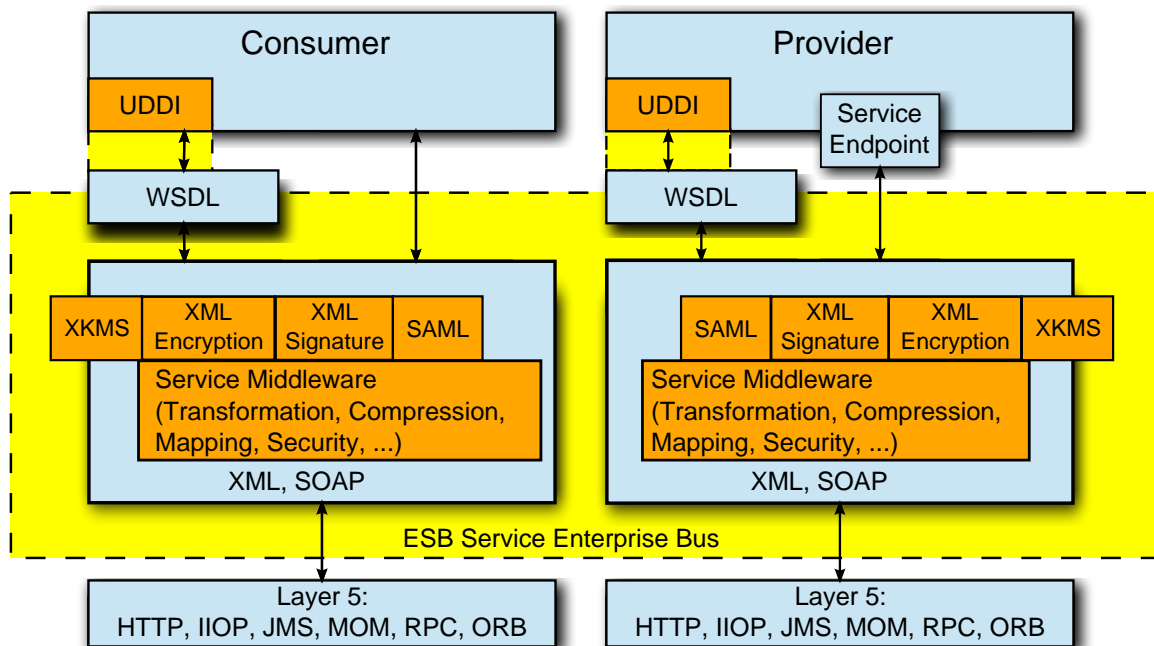 Consumer
Provider
UDDI
UDDI
Service
Endpoint
WSDL
WSDL
XKMS
XML
Encryption
XML
Signature
SAML
SAML
XML
Signature
XML
Encryption
XKMS
Service Middleware
(Transformation, Compression,
Mapping, Security, ...)
Service Middleware
(Transformation, Compression,
Mapping, Security, ...)
XML, SOAP
XML, SOAP
ESB Service Enterprise Bus
Layer 5:
HTTP, IIOP, JMS, MOM, RPC, ORB
Layer 5:
HTTP, IIOP, JMS, MOM, RPC, ORB